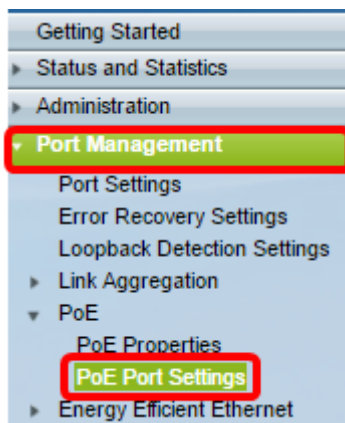 Getting Started
Status and Statistics
Administration
Port Management
Port Settings
Error Recovery Settings
Loopback Detection Settings
Link Aggregation
PoE
PoE Properties
PoE Port Settings
Energy Efficient Ethernet